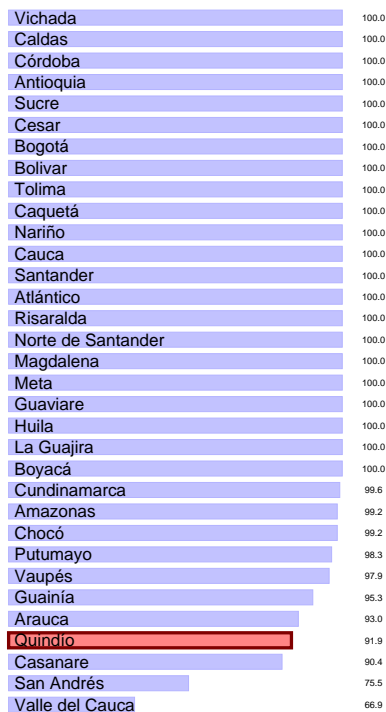 Vichada 100.0
Caldas 100.0
Córdoba 100.0
Antioquia 100.0
Sucre 100.0
Cesar 100.0
Bogotá 100.0
Bolivar 100.0
Tolima 100.0
Caquetá 100.0
Nariño 100.0
Cauca 100.0
Santander 100.0
Atlántico 100.0
Risaralda 100.0
Norte de Santander 100.0
Magdalena 100.0
Meta 100.0
Guaviare 100.0
Huila 100.0
La Guajira 100.0
Boyacá 100.0
Cundinamarca 99.6
Amazonas 99.2
Chocó 99.2
Putumayo 98.3
Vaupés 97.9
Guainía 95.3
Arauca 93.0
Quindío 91.9
Casanare 90.4
San Andrés 75.5
Valle del Cauca 66.9